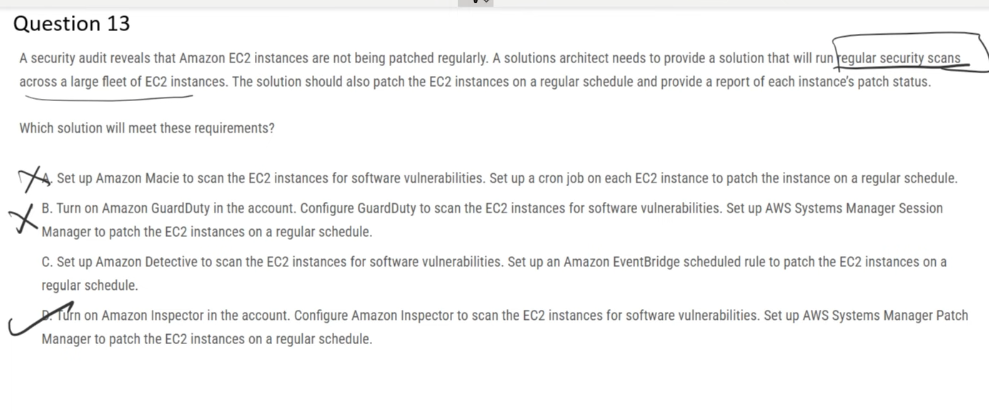 Question 13
A security audit reveals that Amazon EC2 instances are not being patched regularly. A solutions architect needs to provide a solution that will run regular security scans
across a large fleet of EC2 instances. The solution should also patch the EC2 instances on a regular schedule and provide a report of each instance's patch status.
Which solution will meet these requirements?
A. Set up Amazon Macie to scan the EC2 instances for software vulnerabilities. Set up a cron job on each EC2 instance to patch the instance on a regular schedule.
B. Turn on Amazon GuardDuty in the account. Configure GuardDuty to scan the EC2 instances for software vulnerabilities. Set up AWS Systems Manager Session
Manager to patch the EC2 instances on a regular schedule.
C. Set up Amazon Detective to scan the EC2 instances for software vulnerabilities. Set up an Amazon EventBridge scheduled rule to patch the EC2 instances on a
regular schedule.
D. Turn on Amazon Inspector in the account. Configure Amazon Inspector to scan the EC2 instances for software vulnerabilities. Set up AWS Systems Manager Patch
Manager to patch the EC2 instances on a regular schedule.